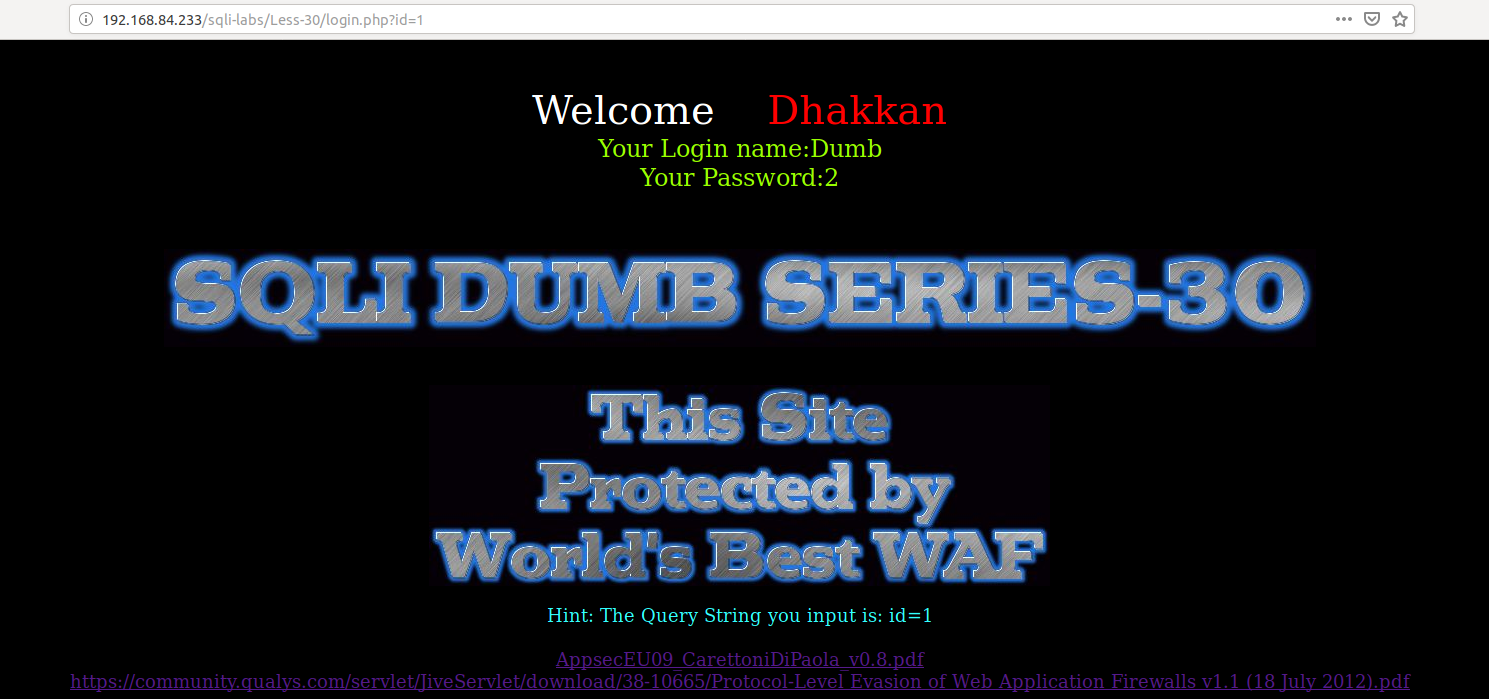 192.168.84.233/sqli-labs/Less-30/login.php?id=1
Welcome Dhakkan
Your Login name:Dumb
Your Password:2
SQLI DUMB SERIES-30
This Site
Protected by
World's Best WAF
Hint: The Query String you input is: id=1
AppsecEU09_CarettoniDiPaola_v0.8.pdf
https://community.qualys.com/servlet/JiveServlet/download/38-10665/Protocol-Level Evasion of Web Application Firewalls v1.1 (18 July 2012).pdf